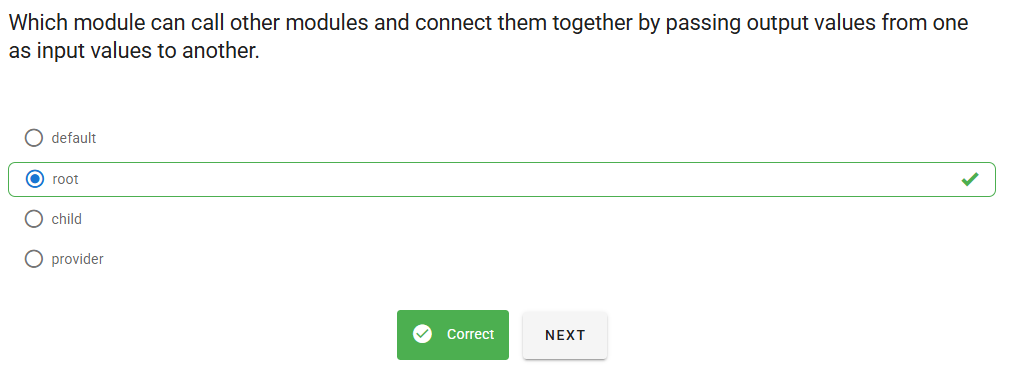 Which module can call other modules and connect them together by passing output values from one
as input values to another.
default
root
child
provider
Correct
NEXT